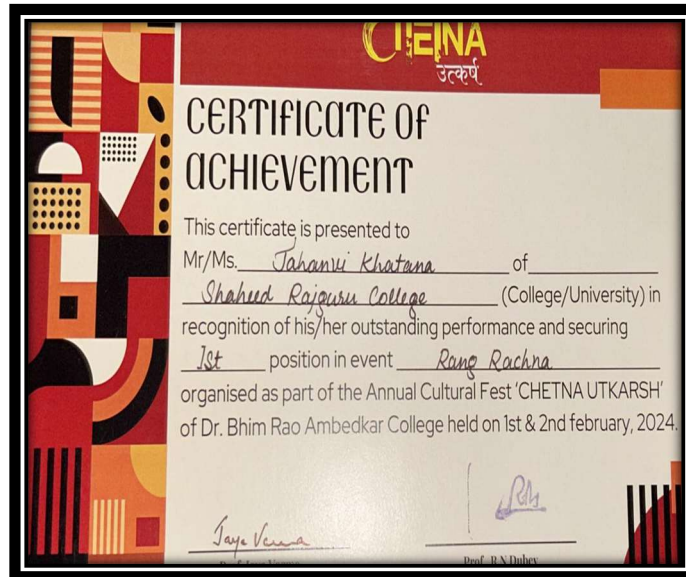 CHETNA
उत्कर्ष
CERTIFICATE OF
ACHIEVEMENT
This certificate is presented to
Mr/Ms. Jahanvi Khatana of
Shaheed Rajguru College (College/University) in
recognition of his/her outstanding performance and securing
Ist position in event Rang Rachna
organised as part of the Annual Cultural Fest 'CHETNA UTKARSH'
of Dr. Bhim Rao Ambedkar College held on 1st & 2nd february, 2024.
Jaya Verma
Prof. R N Dubey